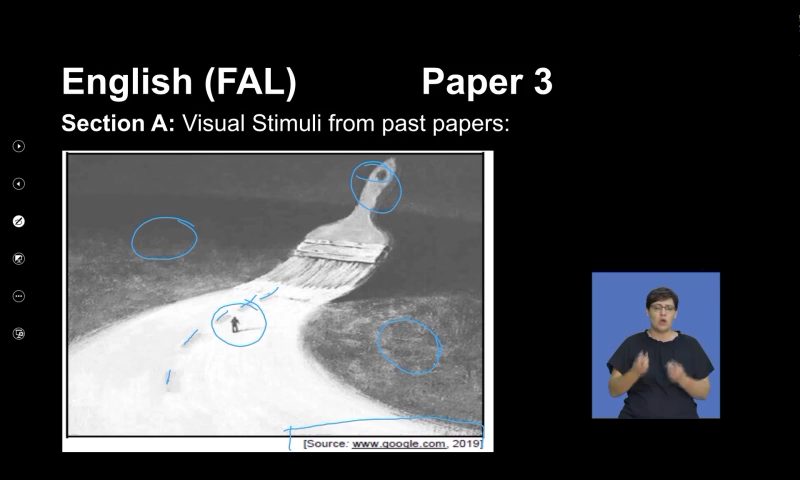 English (FAL) Paper 3
Section A: Visual Stimuli from past papers:
[Source: www.google.com, 2019]